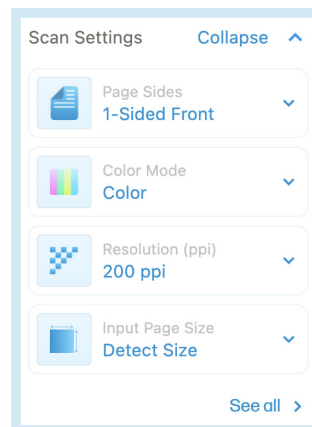 Scan Settings Collapse
Page Sides
1-Sided Front
Color Mode
Color
Resolution (ppi)
200 ppi
Input Page Size
Detect Size
See all